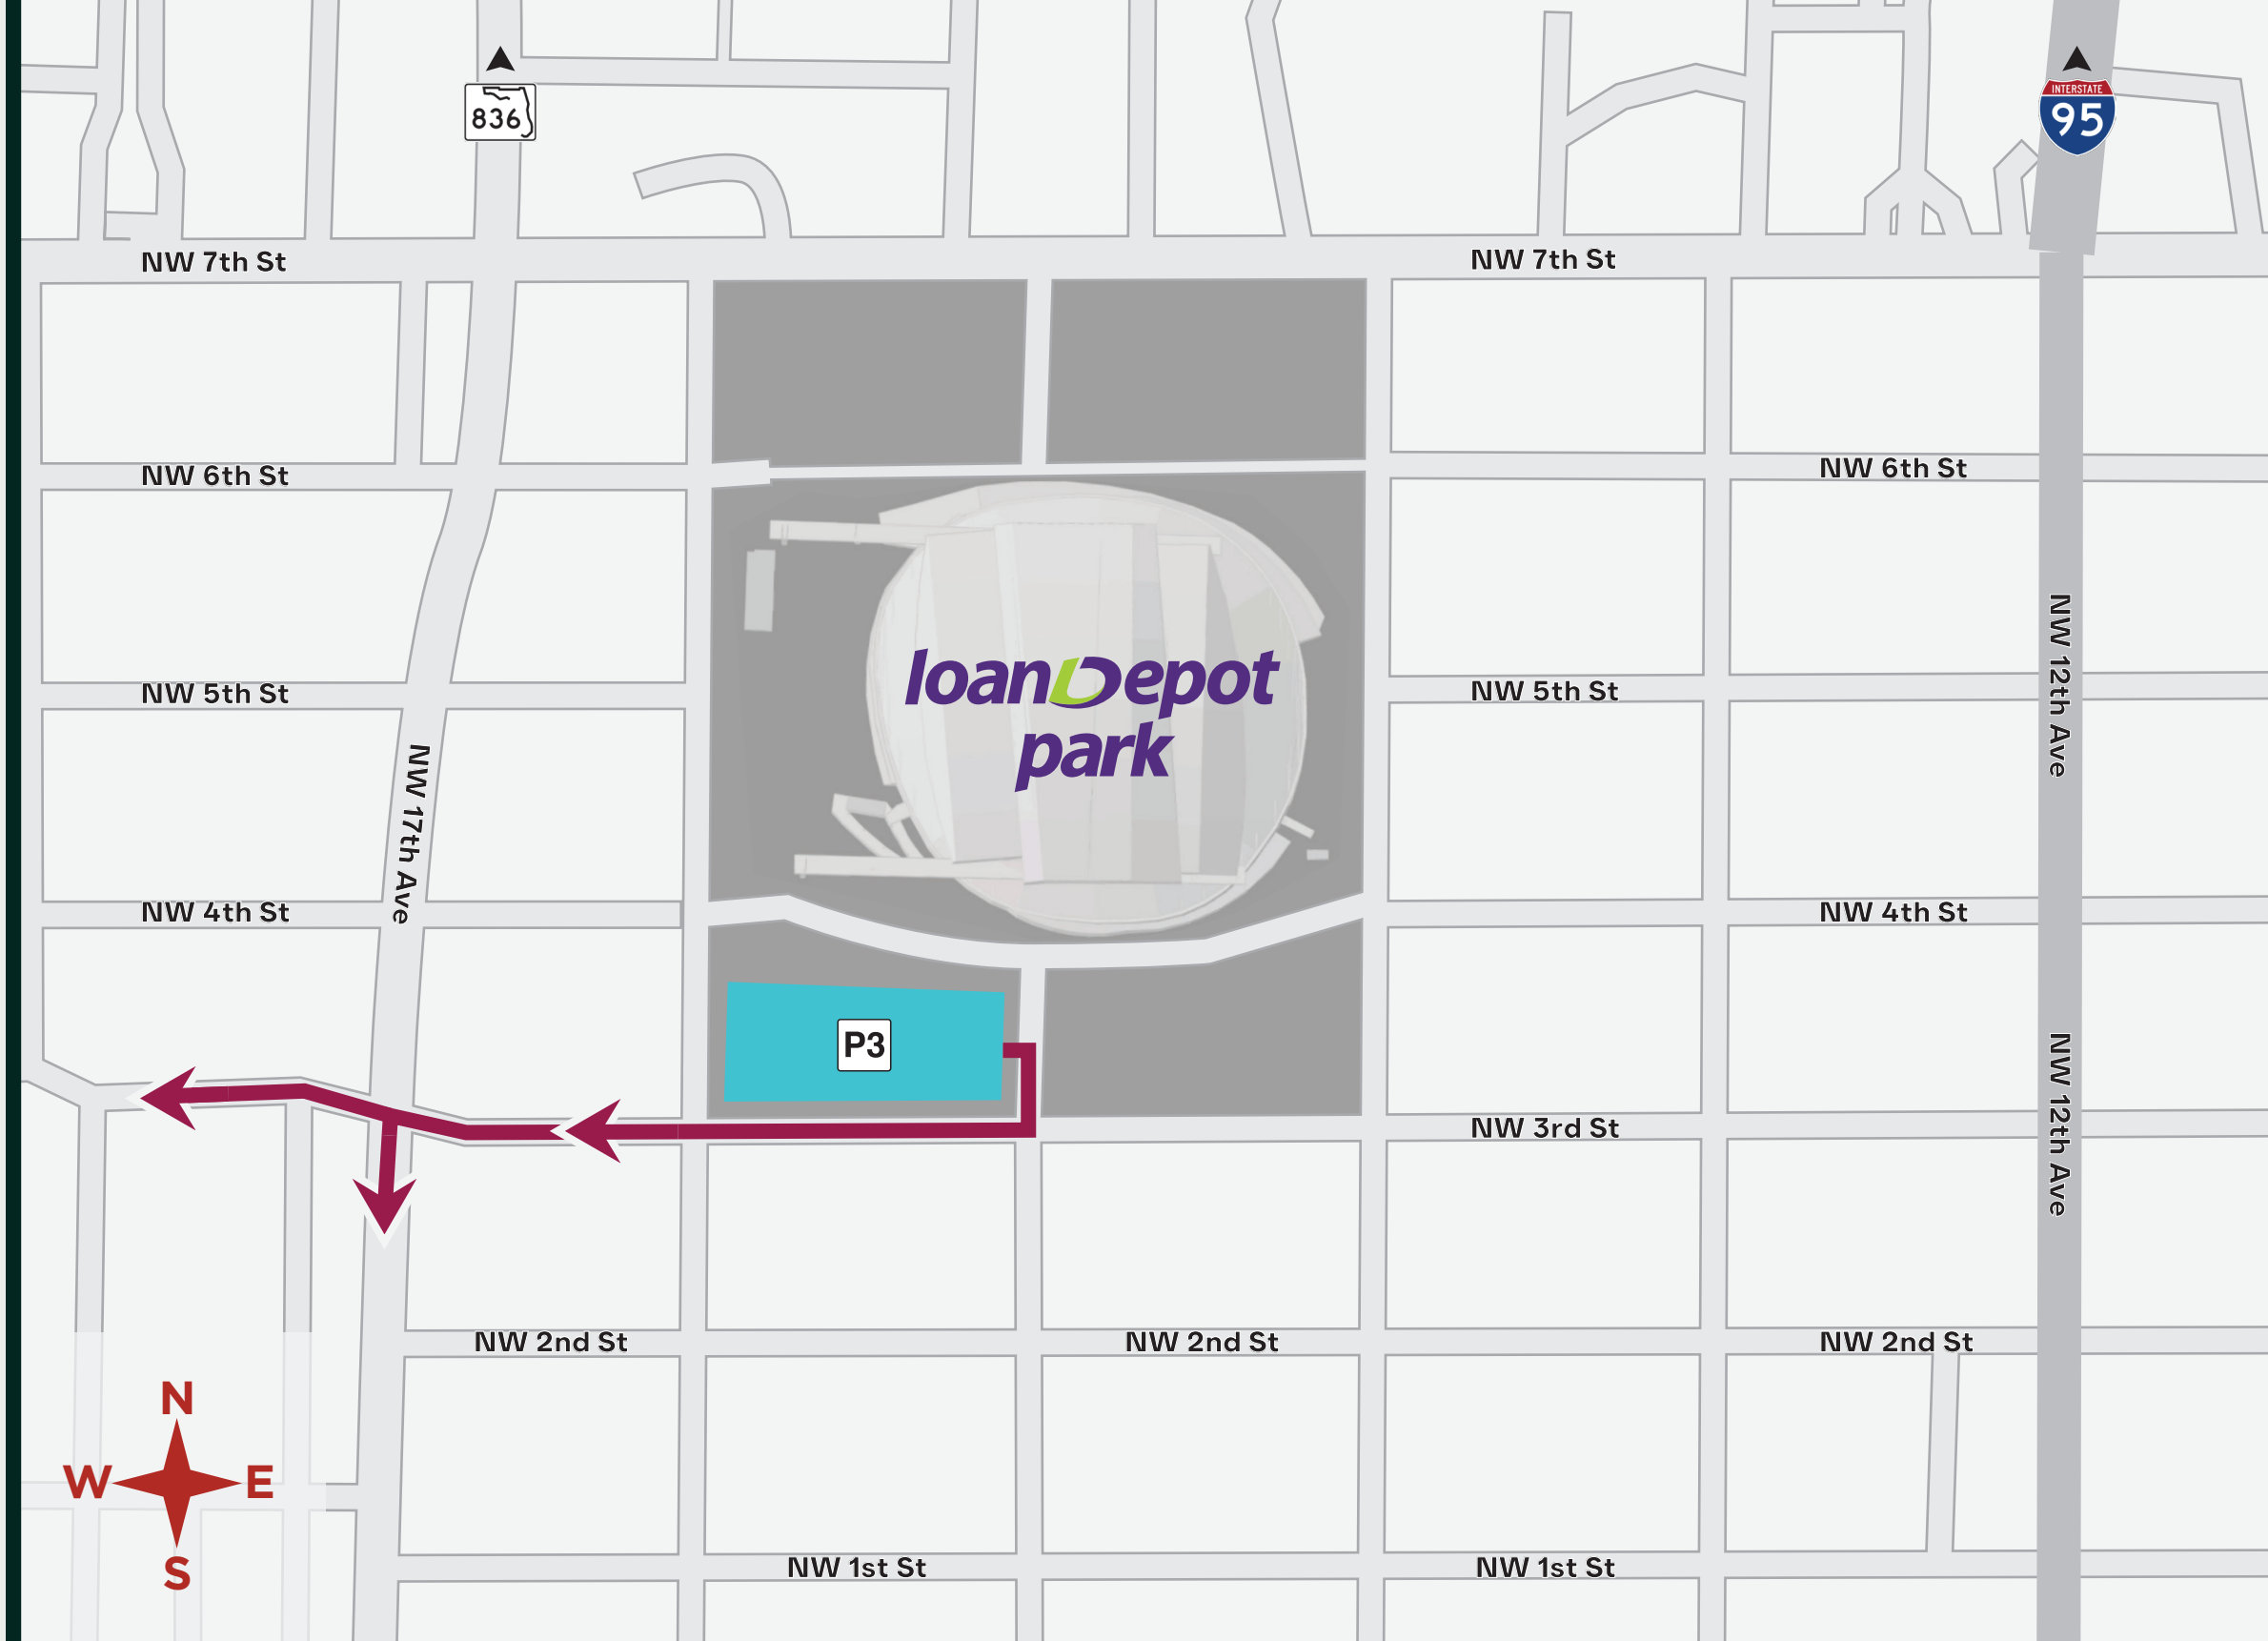 836
INTERSTATE
95
NW 7th St
NW 7th St
NW 6th St
NW 6th St
NW 12th Ave
loanDepot
park
NW 5th St
NW 5th St
NW 17th Ave
NW 4th St
NW 4th St
P3
NW 3rd St
NW 12th Ave
NW 2nd St
NW 2nd St
NW 2nd St
N
W E
S
NW 1st St
NW 1st St